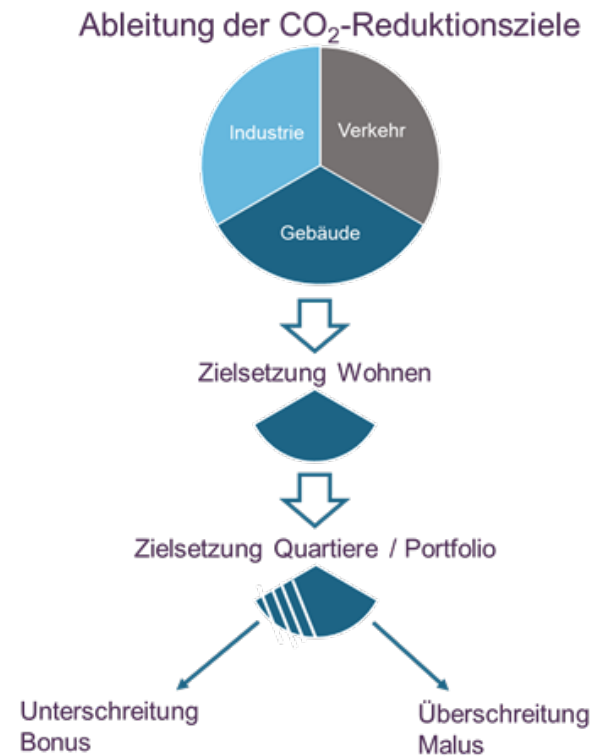 Ableitung der CO₂-Reduktionsziele
Industrie
Verkehr
Gebäude
Zielsetzung Wohnen
Zielsetzung Quartiere / Portfolio
Unterschreitung
Bonus
Überschreitung
Malus